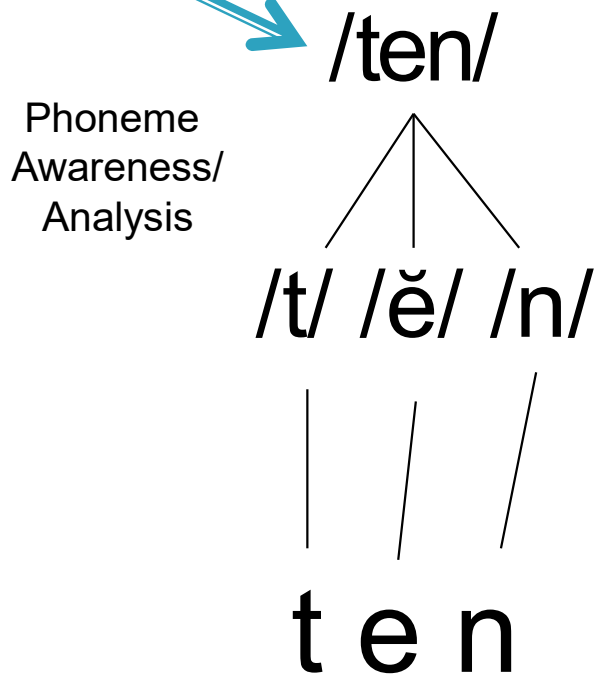 /ten/
Phoneme
Awareness/
Analysis
/t/ /ĕ/ /n/
t e n